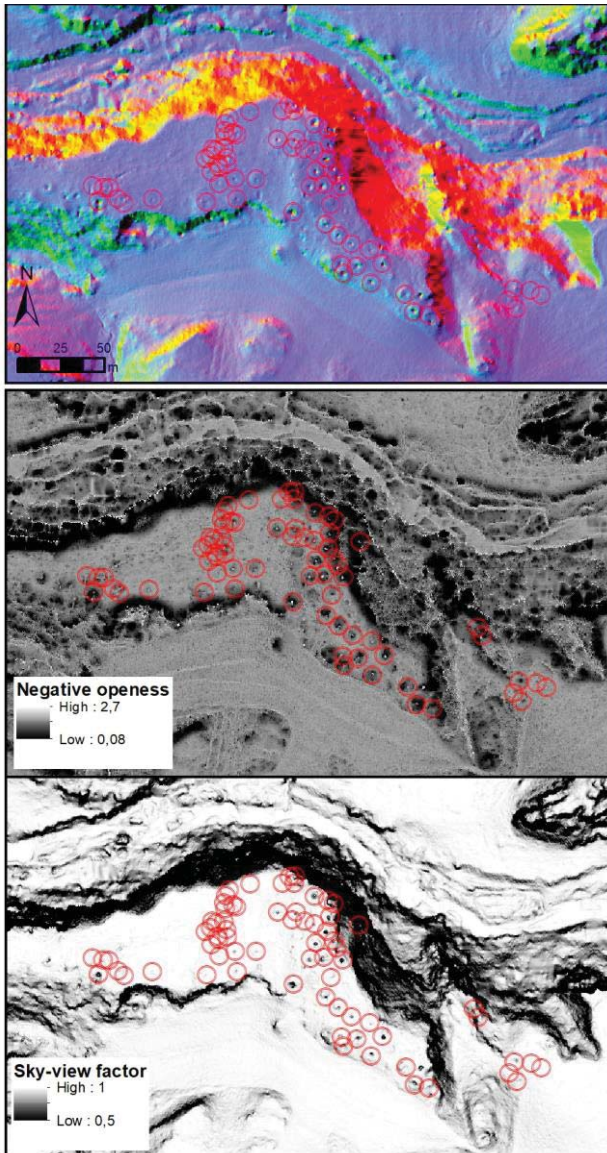 N
0 25 50
m
Negative openess
High : 2,7
Low : 0,08
Sky-view factor
High : 1
Low : 0,5